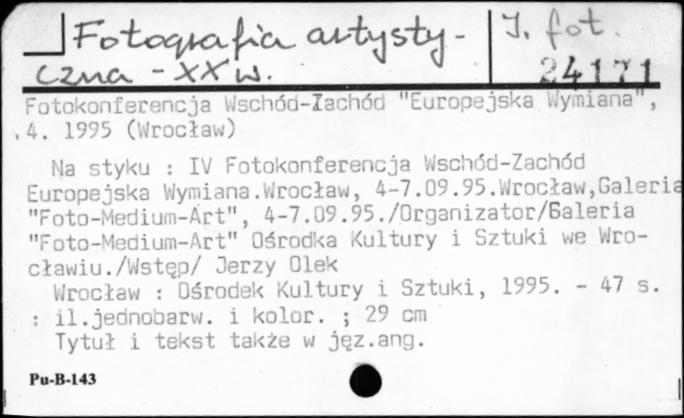 Fotografia artysty- J. fot.
czna - XX w. 24171
Fotokonferencja Wschód-Zachód "Europejska Wymiana",
.4. 1995 (Wrocław)
Na styku : IV Fotokonferencja Wschód-Zachód
Europejska Wymiana.Wrocław, 4-7.09.95.Wrocław,Galeria
"Foto-Medium-Art", 4-7.09.95./Organizator/Galeria
"Foto-Medium-Art" Ośrodka Kultury i Sztuki we Wro-
cławiu./Wstęp/ Jerzy Olek
Wrocław : Ośrodek Kultury i Sztuki, 1995. - 47 s.
: il.jednobarw. i kolor. ; 29 cm
Tytuł i tekst także w jęz.ang.
Pu-B-143